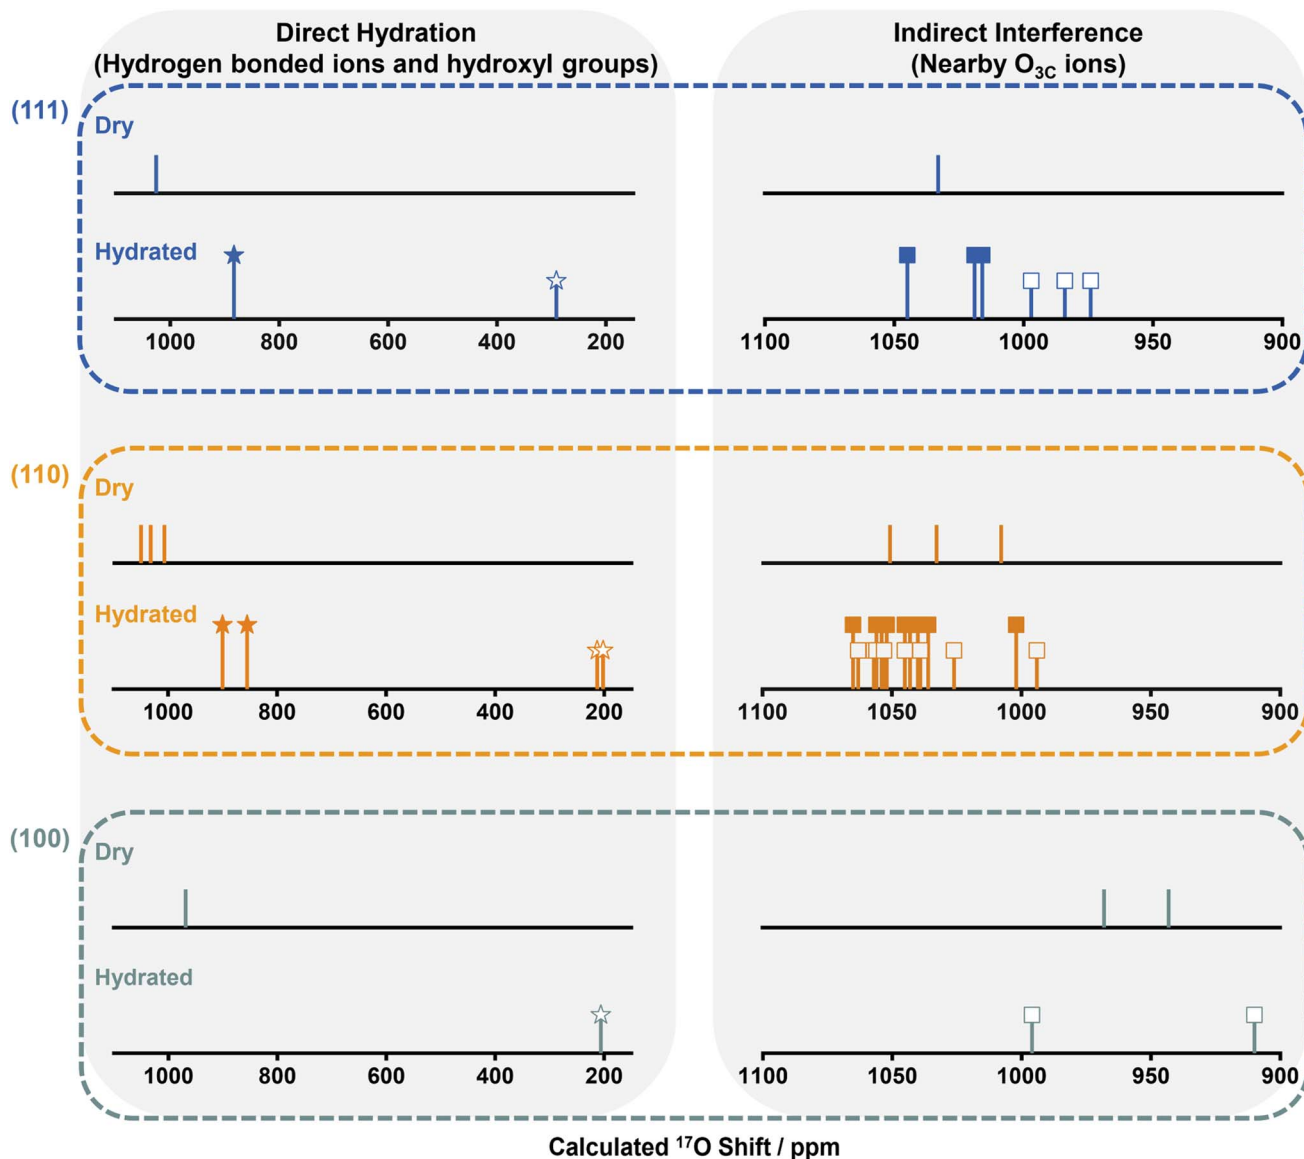 Direct Hydration
(Hydrogen bonded ions and hydroxyl groups)
Indirect Interference
(Nearby O3C ions)
(111)
Dry
Hydrated
1000 800 600 400 200
1100 1050 1000 950 900
(110)
Dry
Hydrated
1000 800 600 400 200
1100 1050 1000 950 900
(100)
Dry
Hydrated
1000 800 600 400 200
1100 1050 1000 950 900
Calculated 17O Shift / ppm